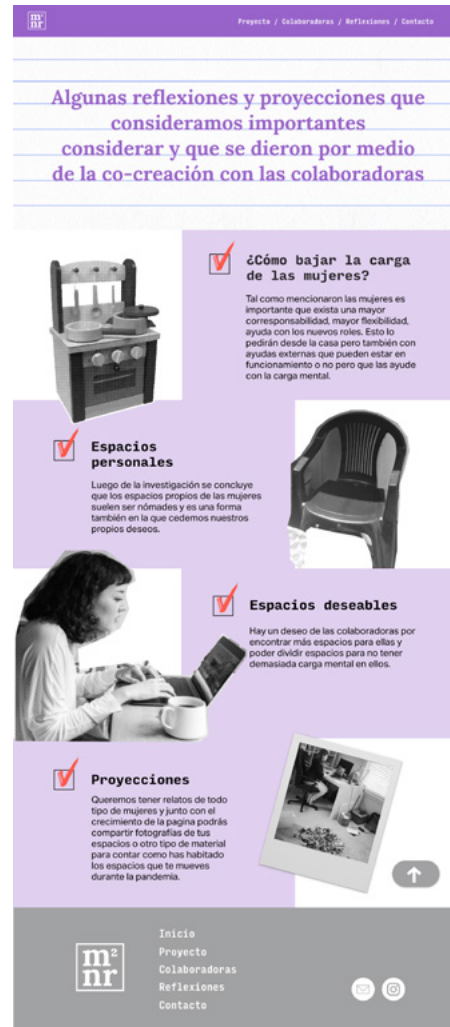 m²
nr
Proyecto / Colaboradoras / Reflexiones / Contacto
Algunas reflexiones y proyecciones que
consideramos importantes
considerar y que se dieron por medio
de la co-creación con las colaboradoras
¿Cómo bajar la carga
de las mujeres?
Tal como mencionaron las mujeres es
importante que exista una mayor
corresponsabilidad, mayor flexibilidad,
ayuda con los nuevos roles. Esto lo
pedirán desde la casa pero también con
ayudas externas que pueden estar en
funcionamiento o no pero que las ayude
con la carga mental.
Espacios
personales
Luego de la investigación se concluye
que los espacios propios de las mujeres
suelen ser nómades y es una forma
también en la que cedemos nuestros
propios deseos.
Espacios deseables
Hay un deseo de las colaboradoras por
encontrar más espacios para ellas y
poder dividir espacios para no tener
demasiada carga mental en ellos.
Proyecciones
Queremos tener relatos de todo
tipo de mujeres y junto con el
crecimiento de la pagina podrás
compartir fotografías de tus
espacios o otro tipo de material
para contar como has habitado
los espacios que te mueves
durante la pandemia.
m²
nr
Inicio
Proyecto
Colaboradoras
Reflexiones
Contacto